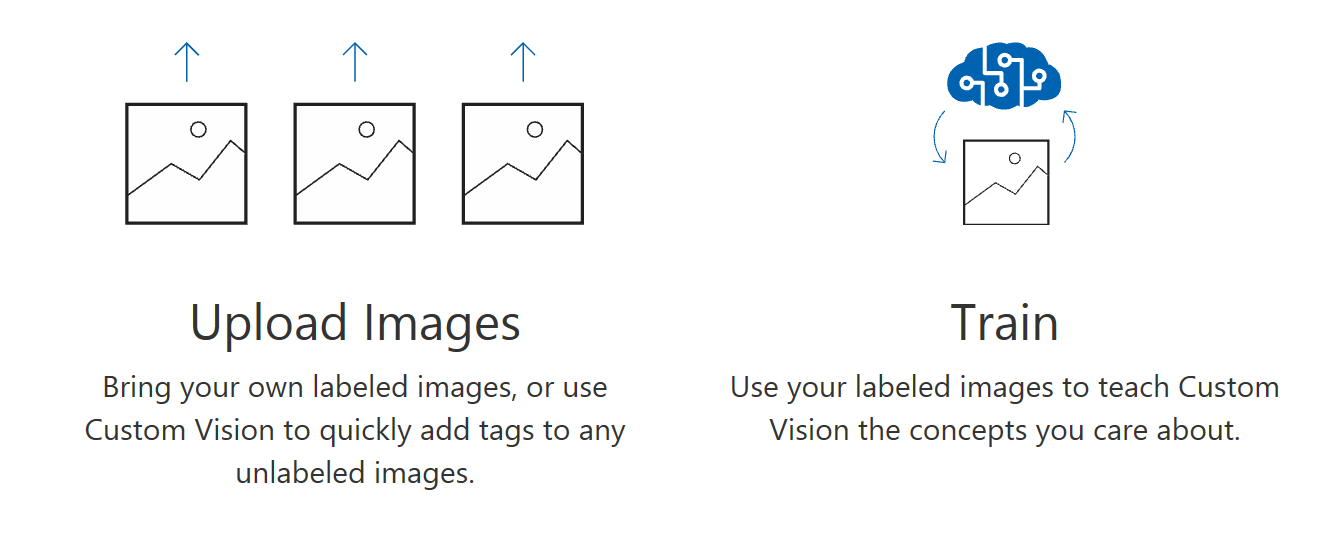 Upload Images
Bring your own labeled images, or use
Custom Vision to quickly add tags to any
unlabeled images.
Train
Use your labeled images to teach Custom
Vision the concepts you care about.